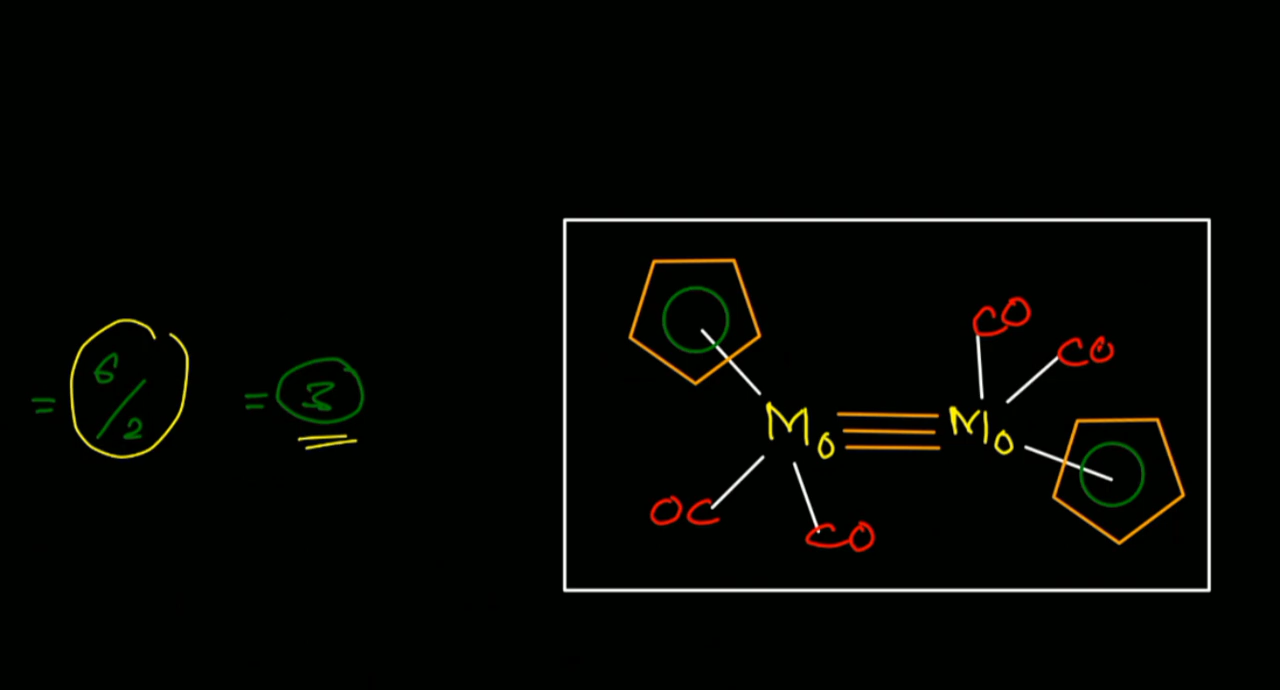 = 6/2 = 3
CO
CO
Mo Mo
OC
CO